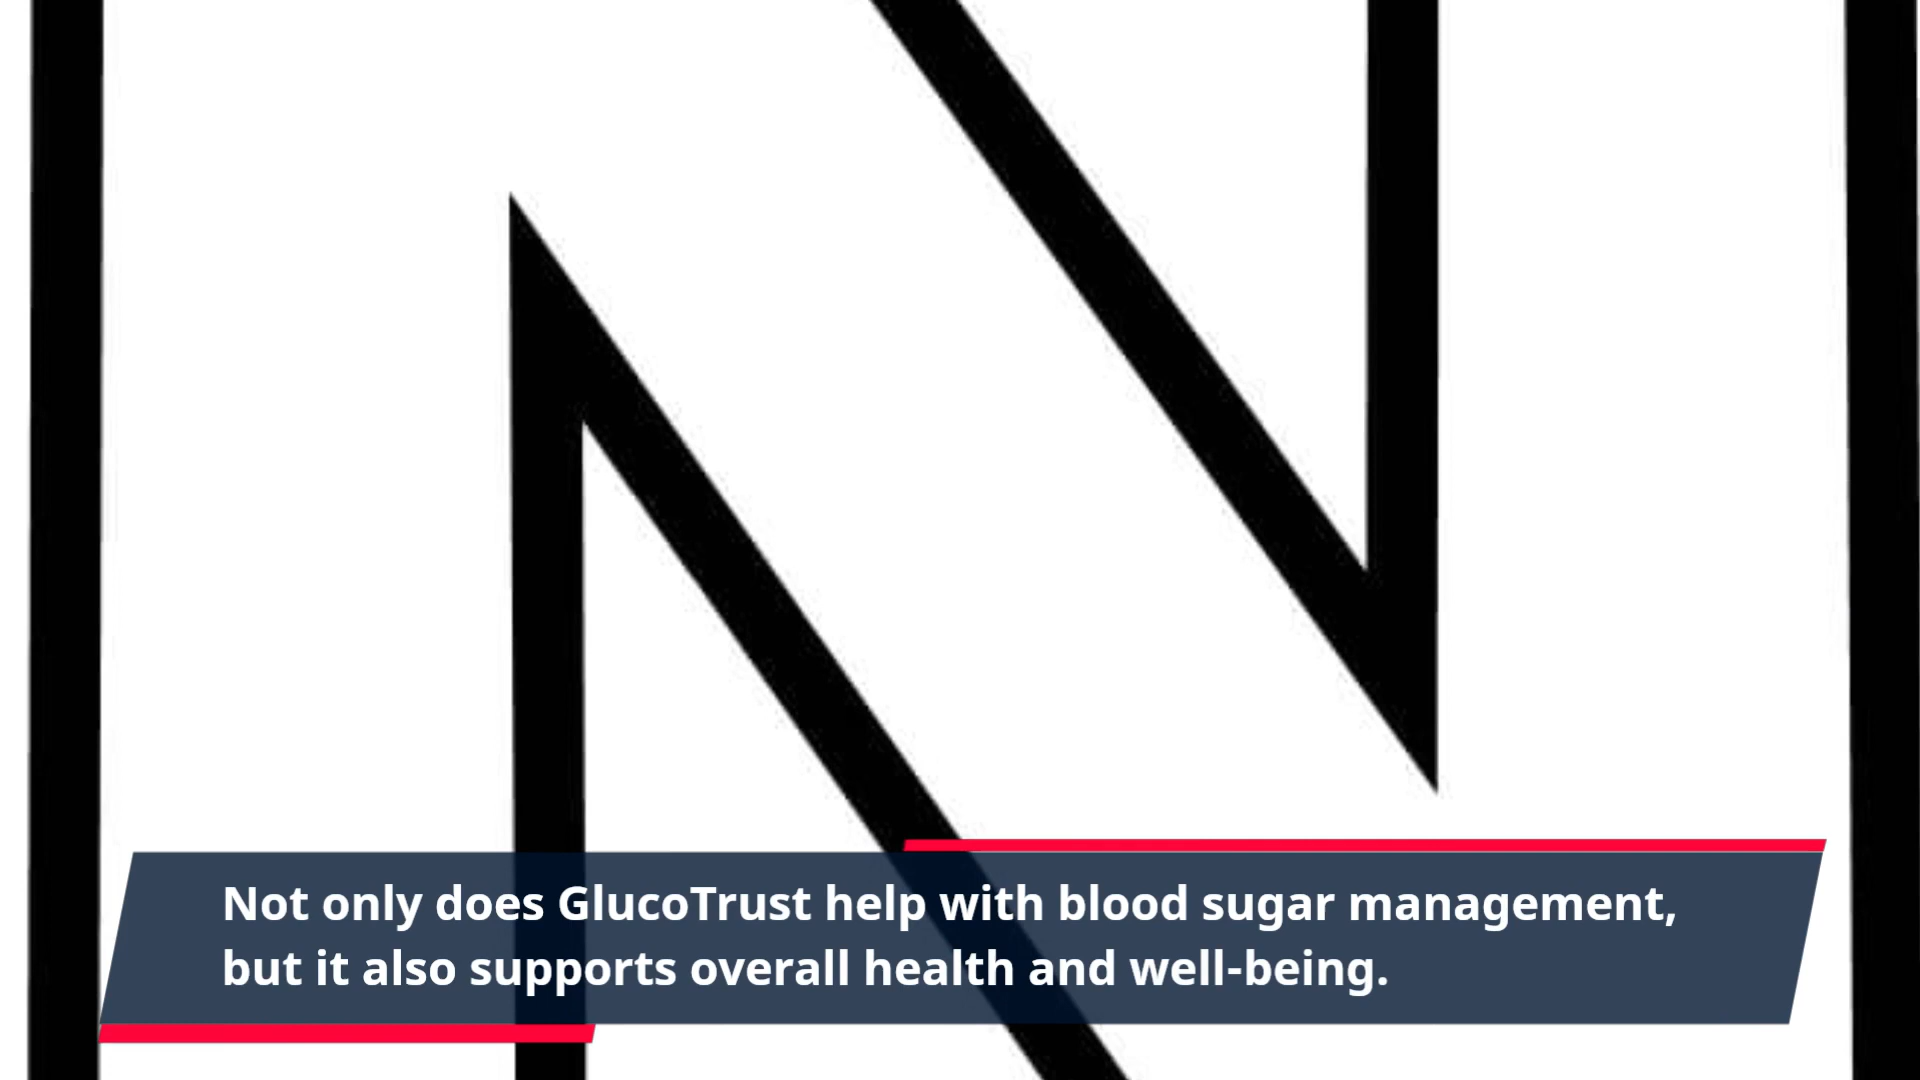 Not only does GlucoTrust help with blood sugar management,
but it also supports overall health and well-being.